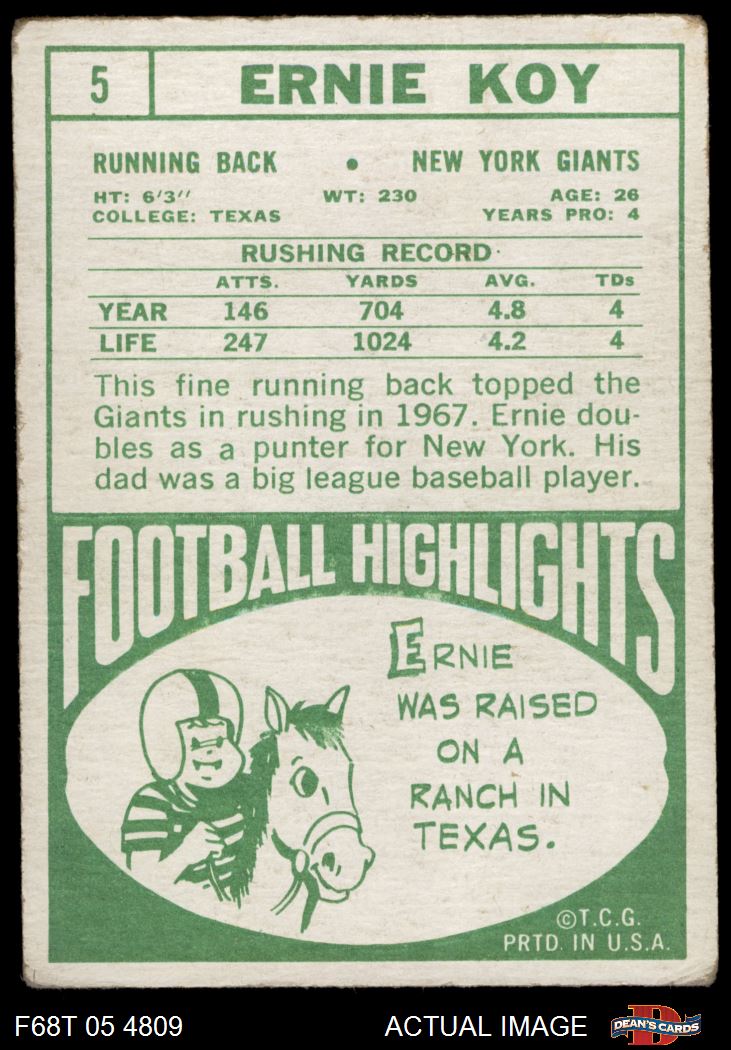 5 ERNIE KOY
RUNNING BACK • NEW YORK GIANTS
HT: 6'3'' WT: 230 AGE: 26
COLLEGE: TEXAS YEARS PRO: 4
RUSHING RECORD
ATTS. YARDS AVG. TDs
YEAR 146 704 4.8 4
LIFE 247 1024 4.2 4
This fine running back topped the
Giants in rushing in 1967. Ernie dou-
bles as a punter for New York. His
dad was a big league baseball player.
FOOTBALL HIGHLIGHTS
ERNIE
WAS RAISED
ON A
RANCH IN
TEXAS.
©T.C.G.
PRTD. IN U.S.A.
F68T 05 4809 ACTUAL IMAGE D DEAN'S CARDS